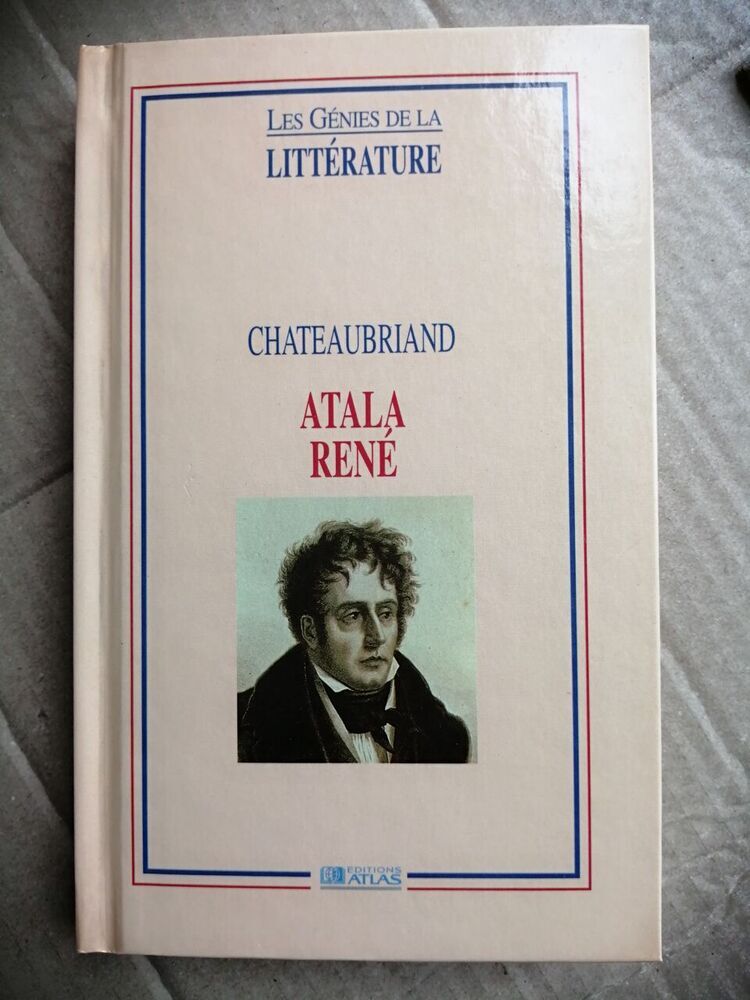 LES GÉNIES DE LA
LITTÉRATURE
CHATEAUBRIAND
ATALA
RENÉ
EDITIONS
ATLAS